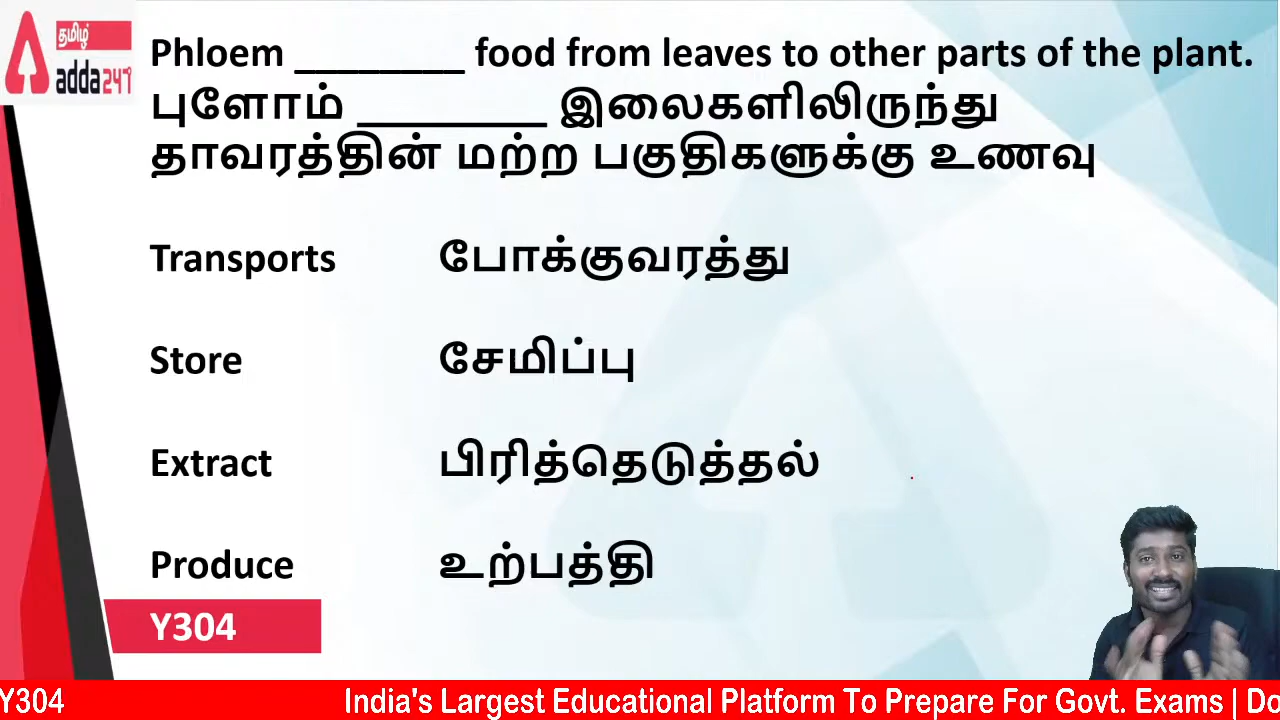 தமிழ்
adda247
Phloem ________ food from leaves to other parts of the plant.
புளோம் ________ இலைகளிலிருந்து
தாவரத்தின் மற்ற பகுதிகளுக்கு உணவு
Transports போக்குவரத்து
Store சேமிப்பு
Extract பிரித்தெடுத்தல்
Produce உற்பத்தி
Y304
Y304 India's Largest Educational Platform To Prepare For Govt. Exams | Do